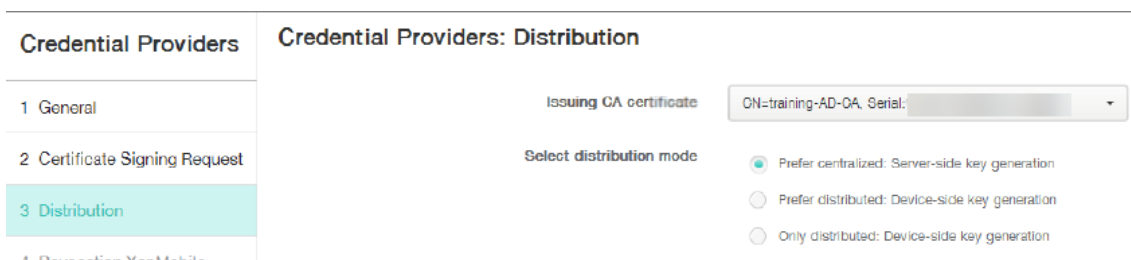 Credential Providers
1 General
2 Certificate Signing Request
3 Distribution
Credential Providers: Distribution
Issuing CA certificate
CN=training-AD-CA, Serial:
Select distribution mode
Prefer centralized: Server-side key generation
Prefer distributed: Device-side key generation
Only distributed: Device-side key generation